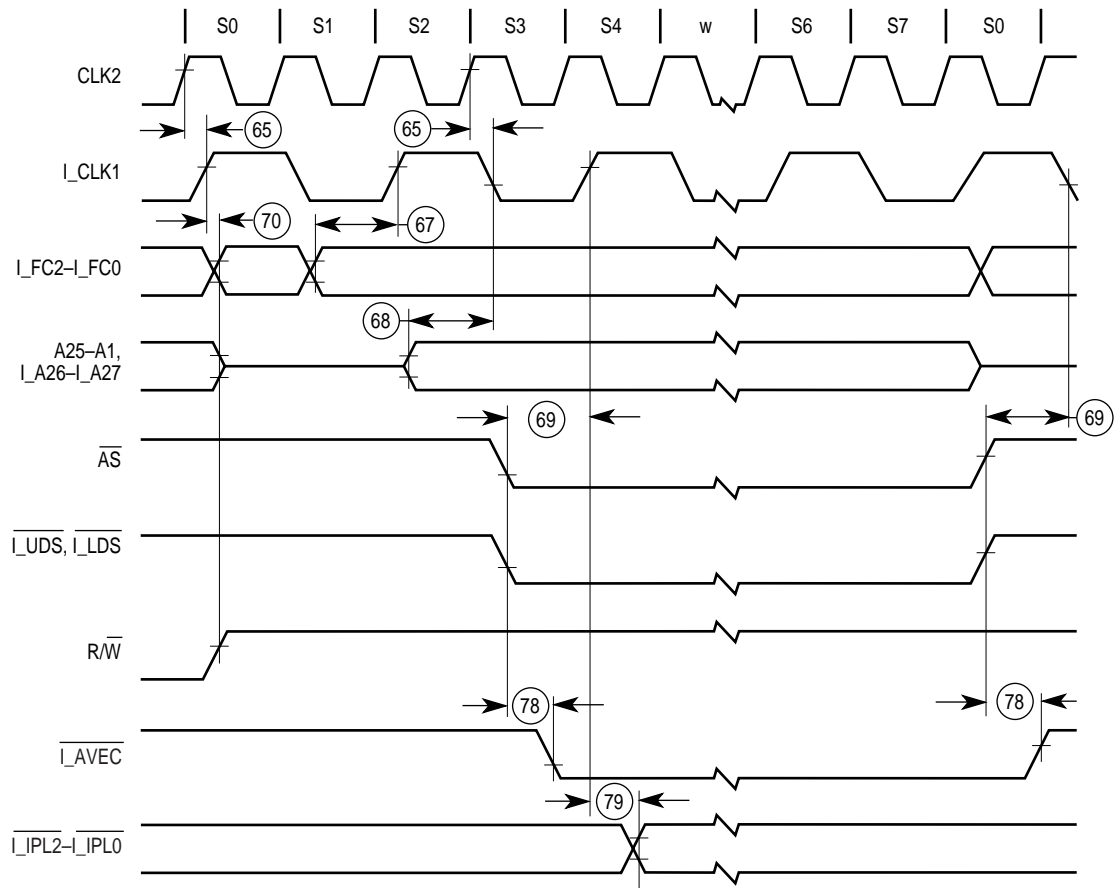 S0 S1 S2 S3 S4 w S6 S7 S0
CLK2
65 65
I_CLK1
70 67
I_FC2–I_FC0
68
A25–A1,
I_A26–I_A27
69 69
AS
I_UDS, I_LDS
R/W
78 78
I_AVEC
79
I_IPL2–I_IPL0